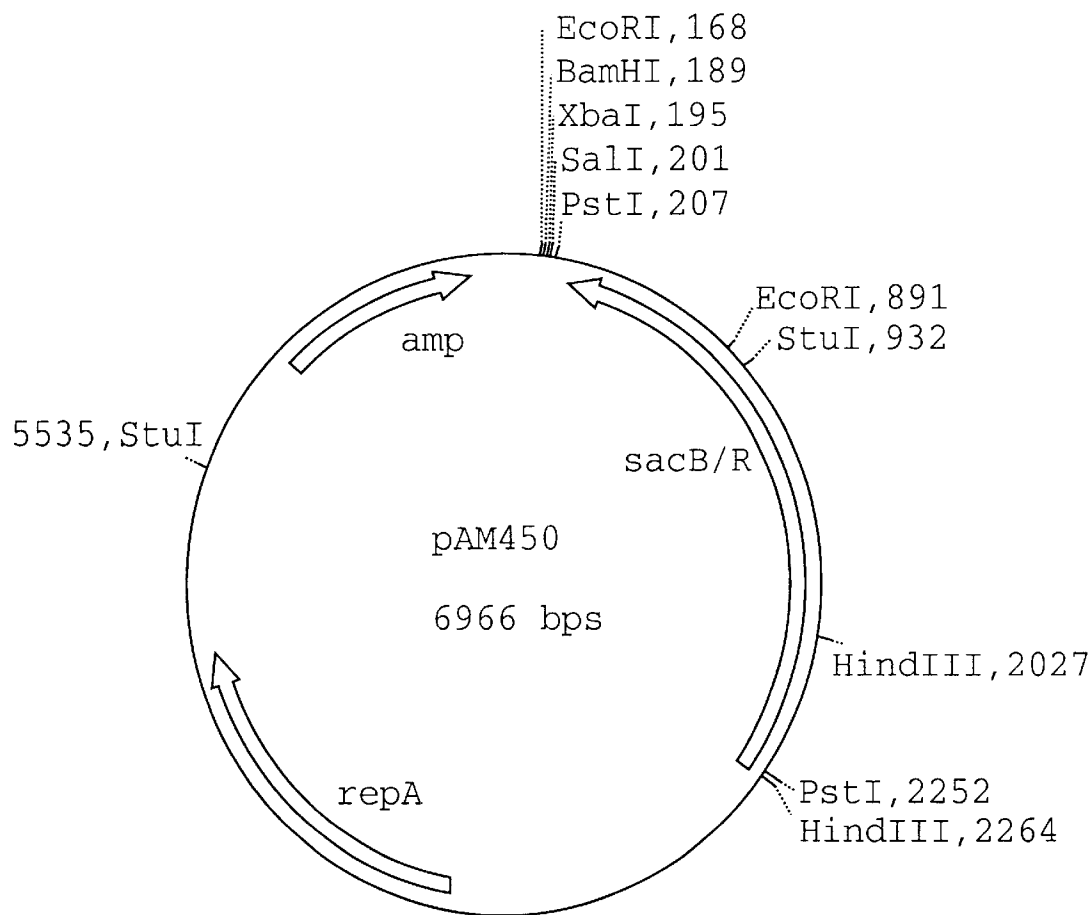 EcoRI,168
BamHI,189
XbaI,195
SalI,201
PstI,207
EcoRI,891
StuI,932
amp
5535,StuI
sacB/R
pAM450
6966 bps
HindIII,2027
repA
PstI,2252
HindIII,2264